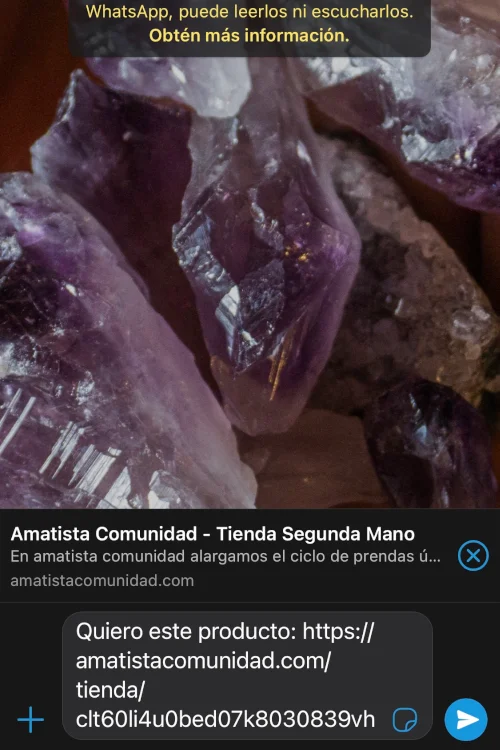 WhatsApp, puede leerlos ni escucharlos.
Obtén más información.
Amatista Comunidad - Tienda Segunda Mano
En amatista comunidad alargamos el ciclo de prendas ú...
amatistacomunidad.com
Quiero este producto: https://
amatistacomunidad.com/
tienda/
clt60li4u0bed07k8030839vh